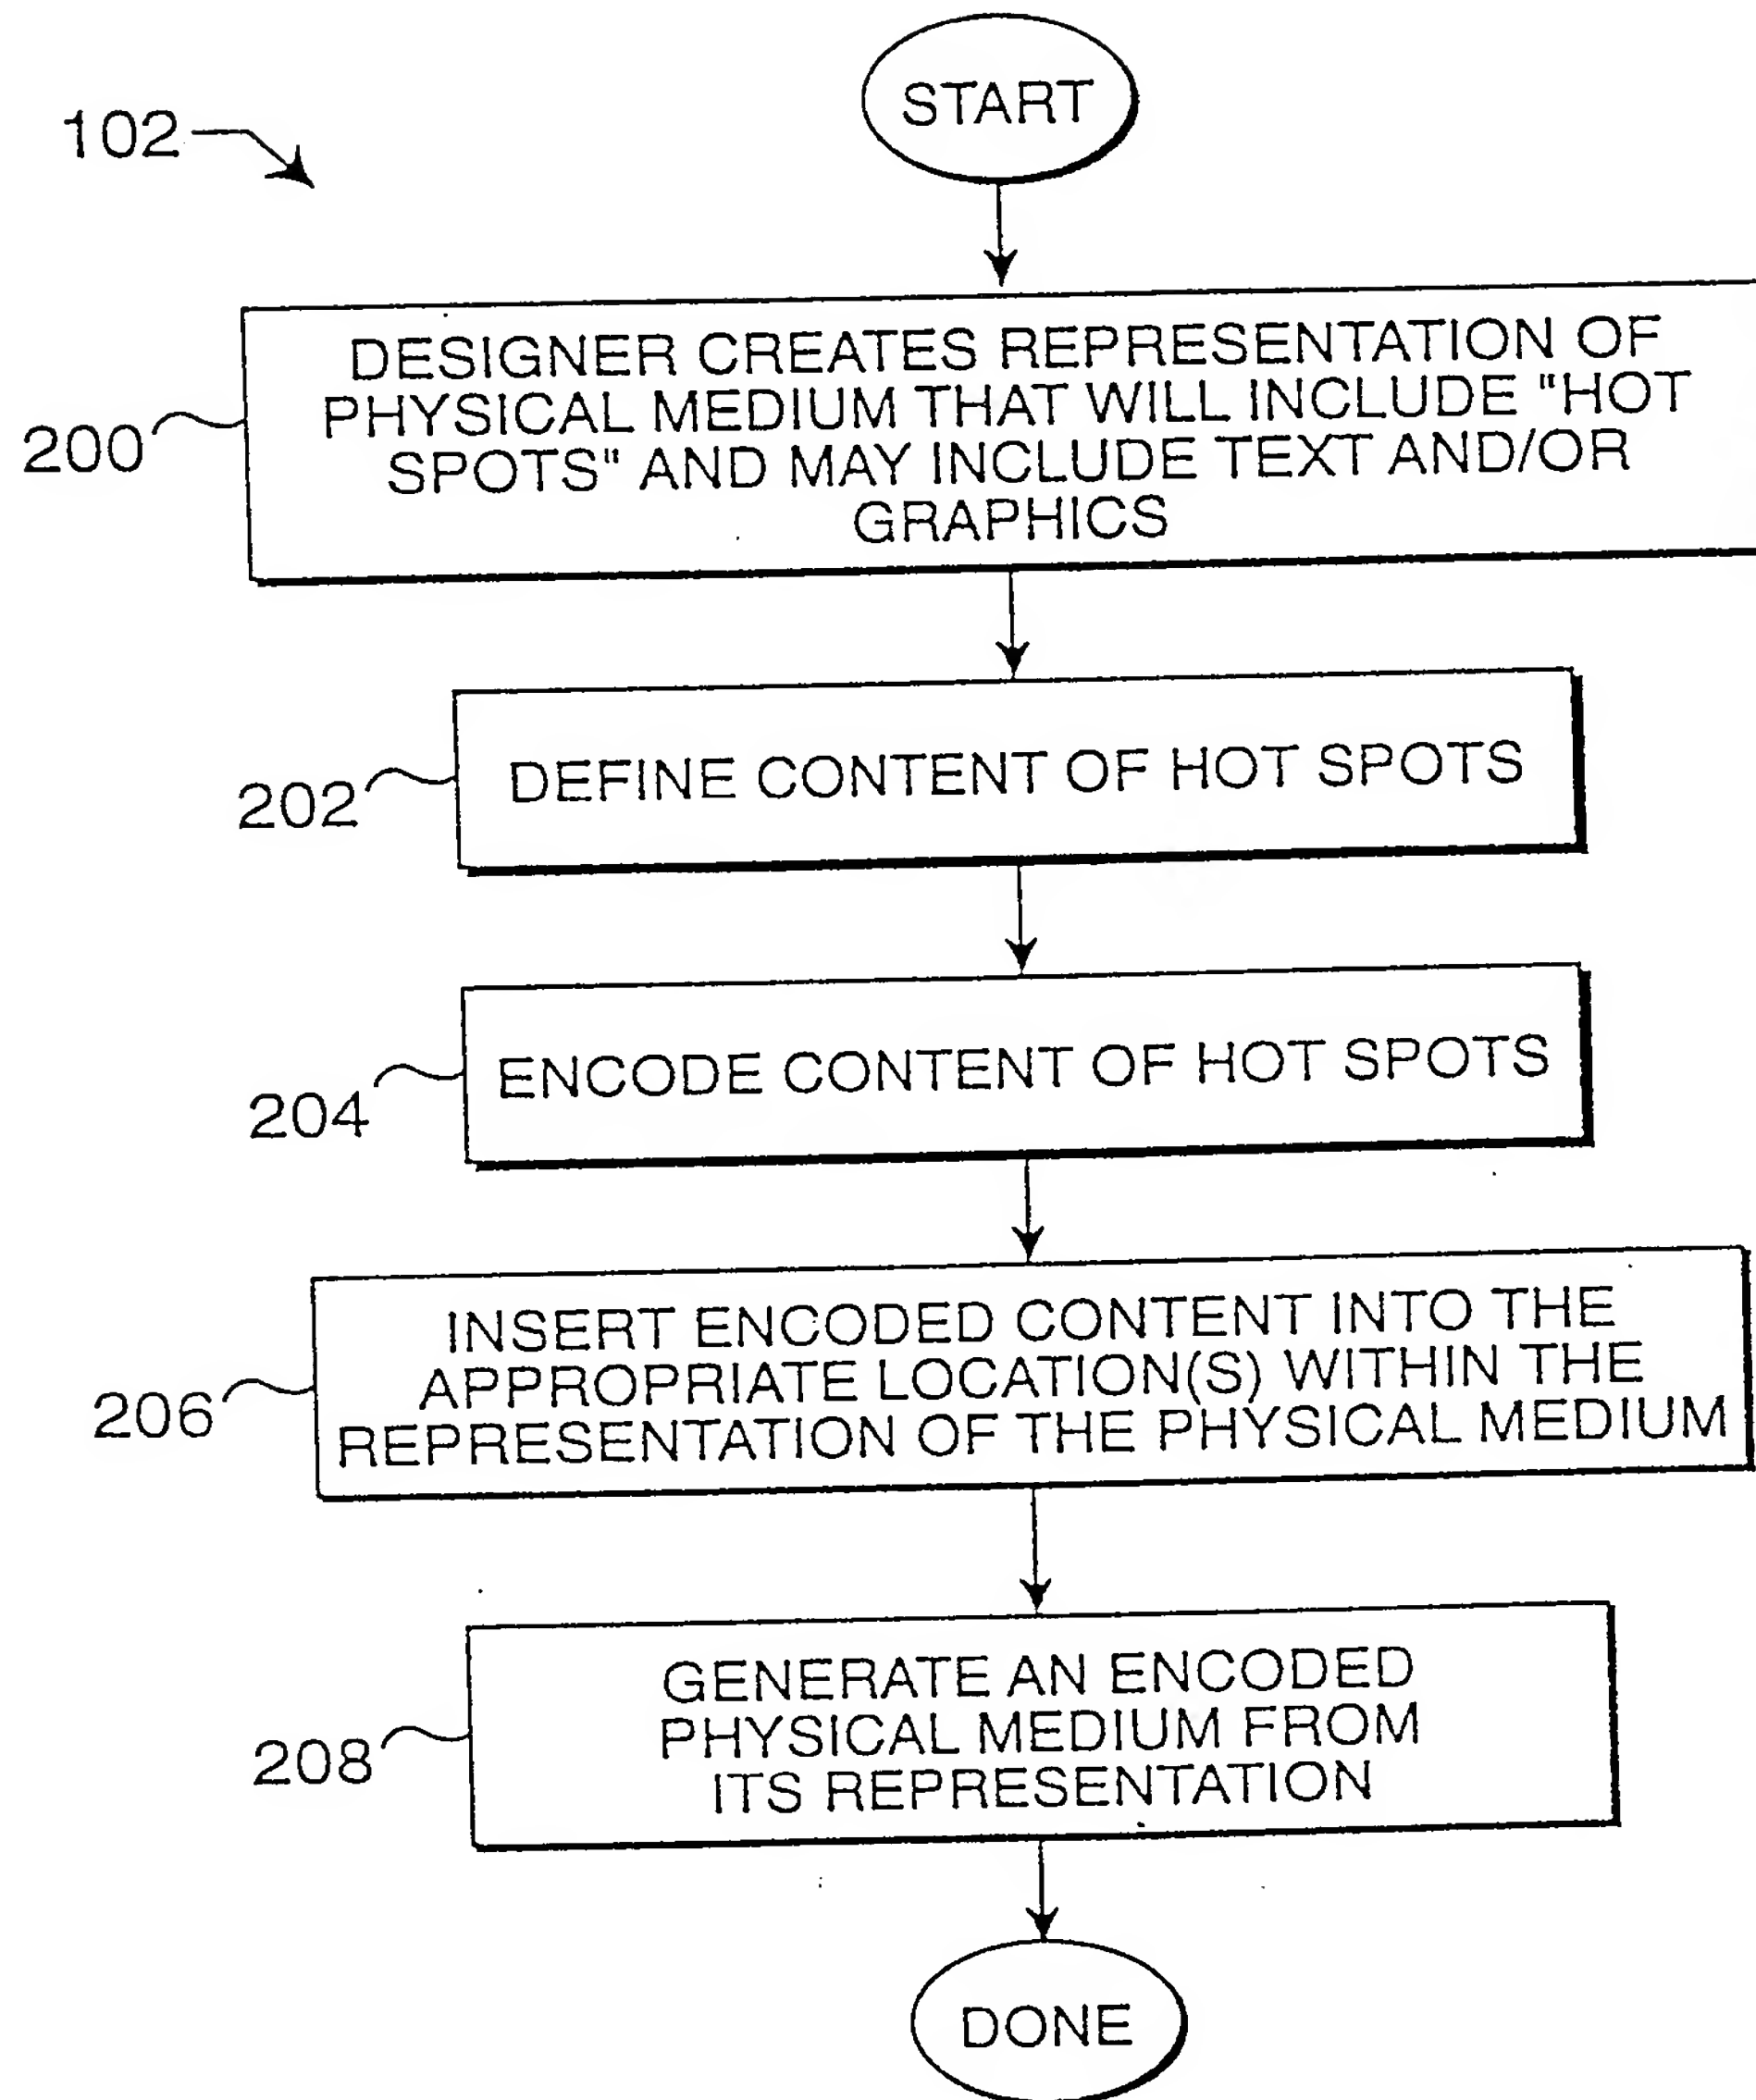 START
102
DESIGNER CREATES REPRESENTATION OF
PHYSICAL MEDIUM THAT WILL INCLUDE "HOT
SPOTS" AND MAY INCLUDE TEXT AND/OR
GRAPHICS
200
DEFINE CONTENT OF HOT SPOTS
202
ENCODE CONTENT OF HOT SPOTS
204
INSERT ENCODED CONTENT INTO THE
APPROPRIATE LOCATION(S) WITHIN THE
REPRESENTATION OF THE PHYSICAL MEDIUM
206
GENERATE AN ENCODED
PHYSICAL MEDIUM FROM
ITS REPRESENTATION
208
DONE